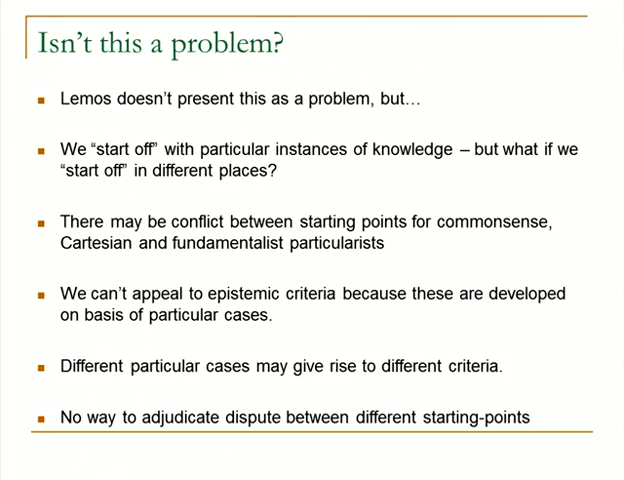 Isn't this a problem?
Lemos doesn't present this as a problem, but…
We "start off" with particular instances of knowledge – but what if we
"start off" in different places?
There may be conflict between starting points for commonsense,
Cartesian and fundamentalist particularists
We can't appeal to epistemic criteria because these are developed
on basis of particular cases.
Different particular cases may give rise to different criteria.
No way to adjudicate dispute between different starting-points